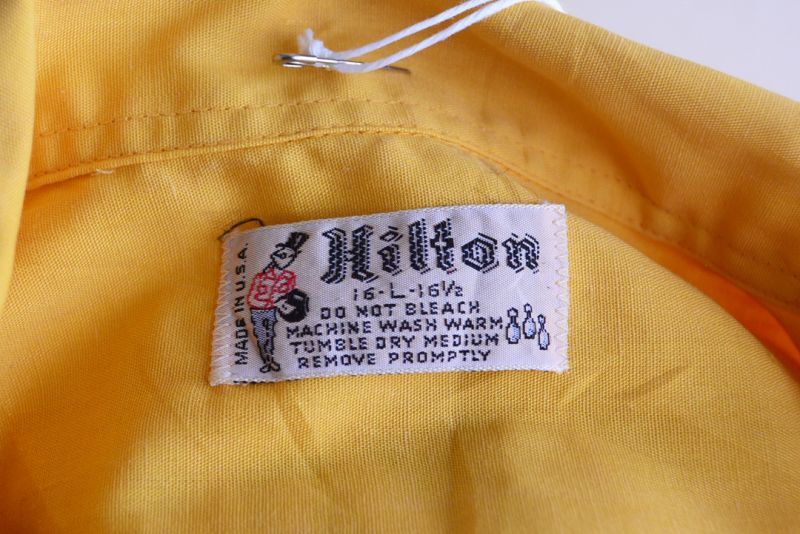 MADE IN U.S.A.
Hilton
16-L-16½
DO NOT BLEACH
MACHINE WASH WARM
TUMBLE DRY MEDIUM
REMOVE PROMPTLY